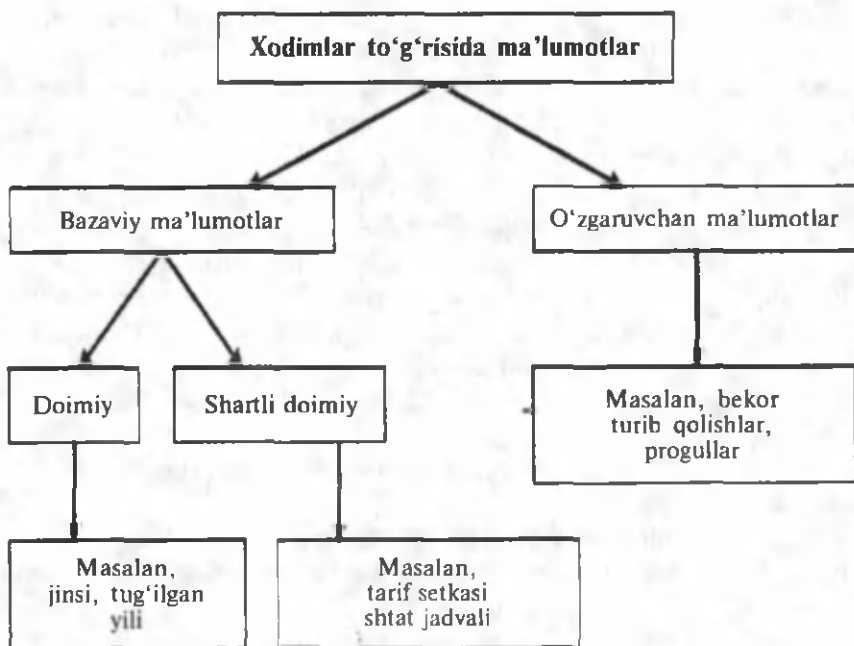 Xodimlar to‘g‘risida ma’lumotlar
Bazaviy ma’lumotlar
O‘zgaruvchan ma’lumotlar
Doimiy
Shartli doimiy
Masalan, bekor
turib qolishlar,
progullar
Masalan,
jinsi, tug‘ilgan
yili
Masalan,
tarif setkasi
shtat jadvali